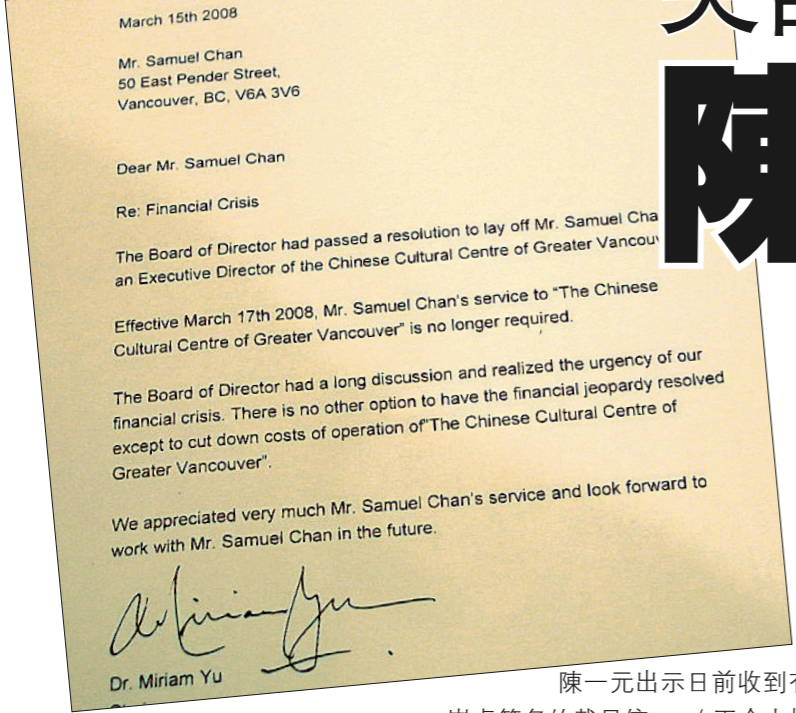 March 15th 2008
Mr. Samuel Chan
50 East Pender Street,
Vancouver, BC, V6A 3V6
Dear Mr. Samuel Chan
Re: Financial Crisis
The Board of Director had passed a resolution to lay off Mr. Samuel
an Executive Director of the Chinese Cultural Centre of Greater
Effective March 17th 2008, Mr. Samuel Chan's service to "The Chinese
Cultural Centre of Greater Vancouver" is no longer required.
The Board of Director had a long discussion and realized the urgency of our
financial crisis. There is no other option to have the financial jeopardy resolved
except to cut down costs of operation of"The Chinese Cultural Centre of
Greater Vancouver".
We appreciated very much Mr. Samuel Chan's service and look forward to
work with Mr. Samuel Chan in the future.
Dr. Miriam Yu
陳
陳一元出示日前收到